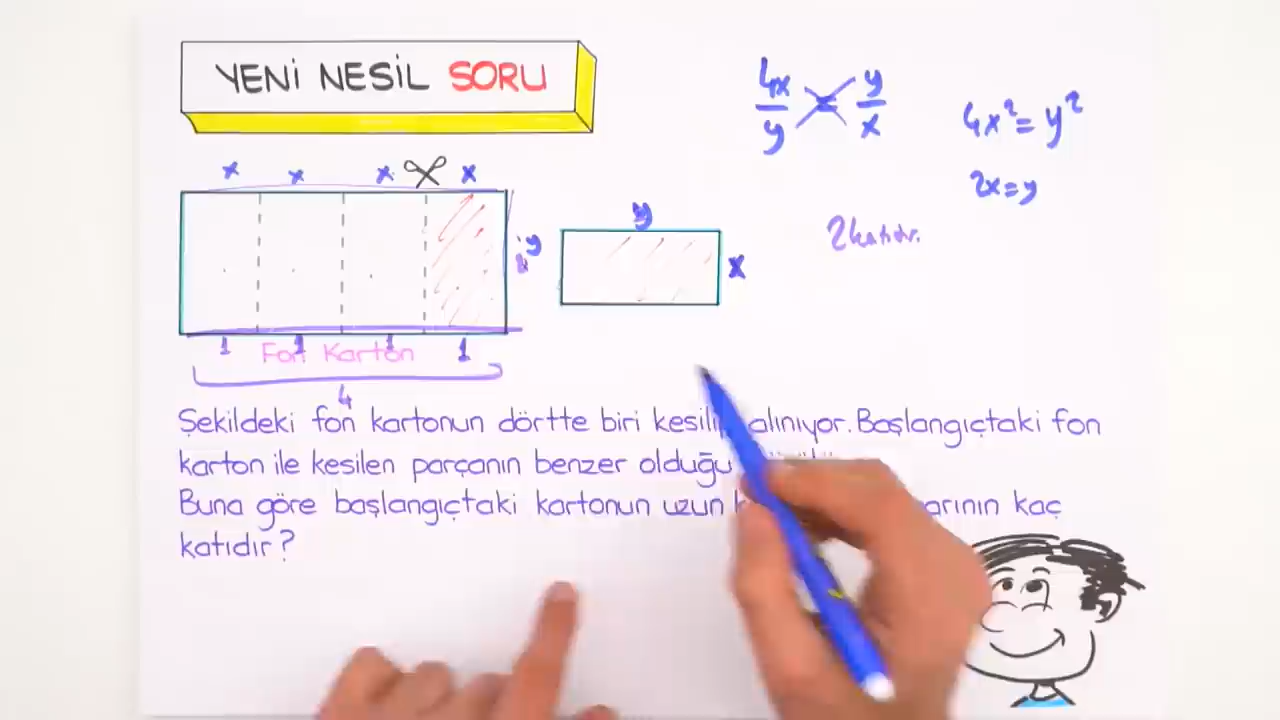 YENİ NESİL SORU
4x/y = y/x
4x² = y²
2x = y
2 katıdır.
x x x x
y
y
x
1 1 1 1
Fon Karton
4
Şekildeki fon kartonun dörtte biri alınıyor. Başlangıçtaki fon
karton ile kesilen parçanın benzer olduğu
Buna göre başlangıçtaki kartonun uzun kaç
katıdır?